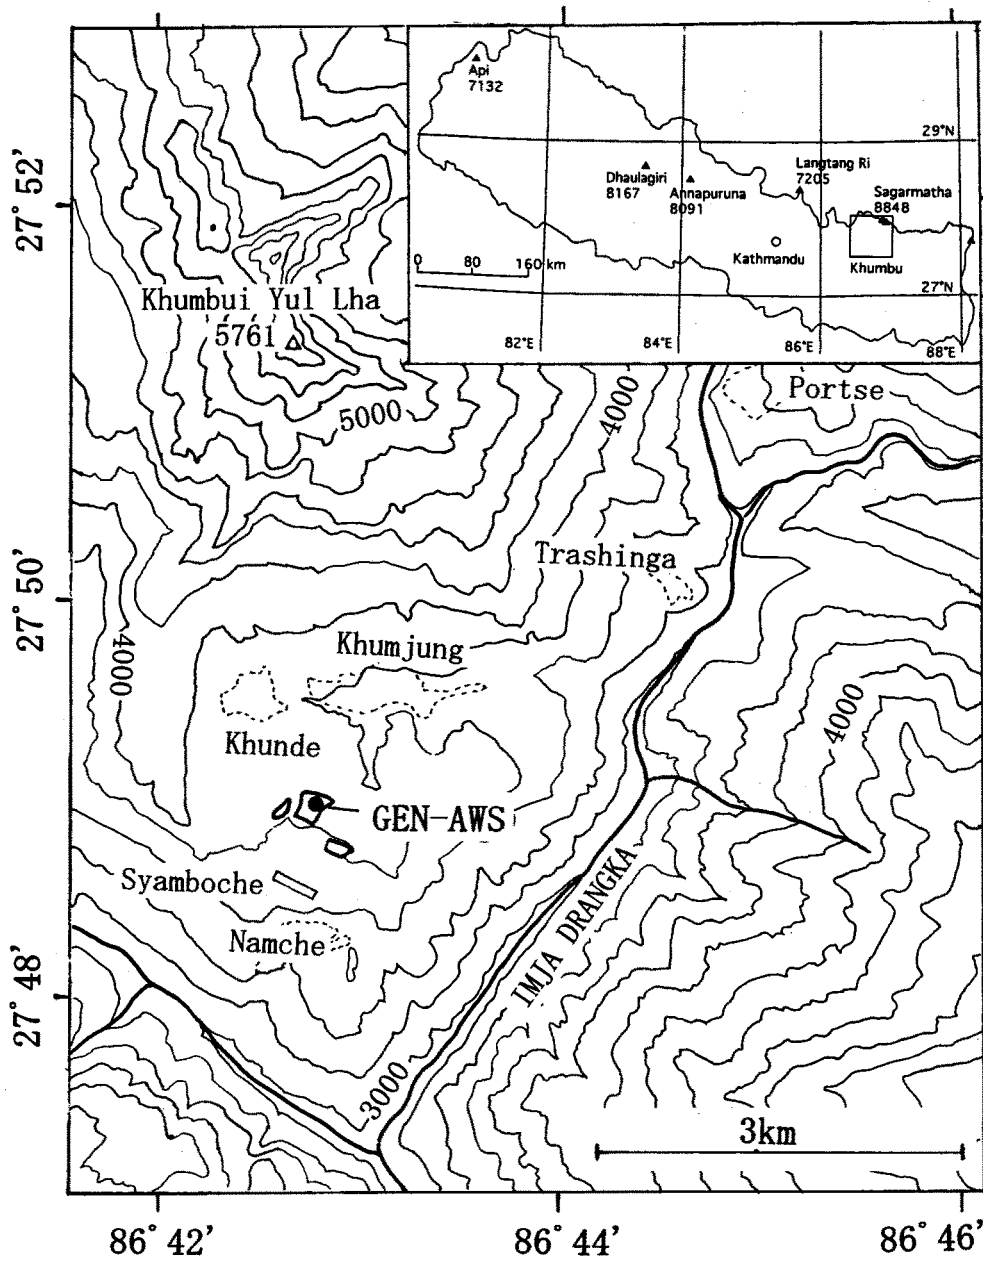 Api
7132
29°N
Dhaulagiri
8167
Annapuruna
8091
Langtang Ri
7205
Sagarmatha
8848
Kathmandu
Khumbu
0 80 160 km
27°N
82°E 84°E 86°E 88°E
27° 52'
Khumbui Yul Lha
5761
5000
4000
Portse
Trashinga
27° 50'
4000
Khumjung
Khunde
4000
GEN-AWS
Syamboche
Namche
IMJA DRANGKA
27° 48'
3000
3km
86° 42' 86° 44' 86° 46'